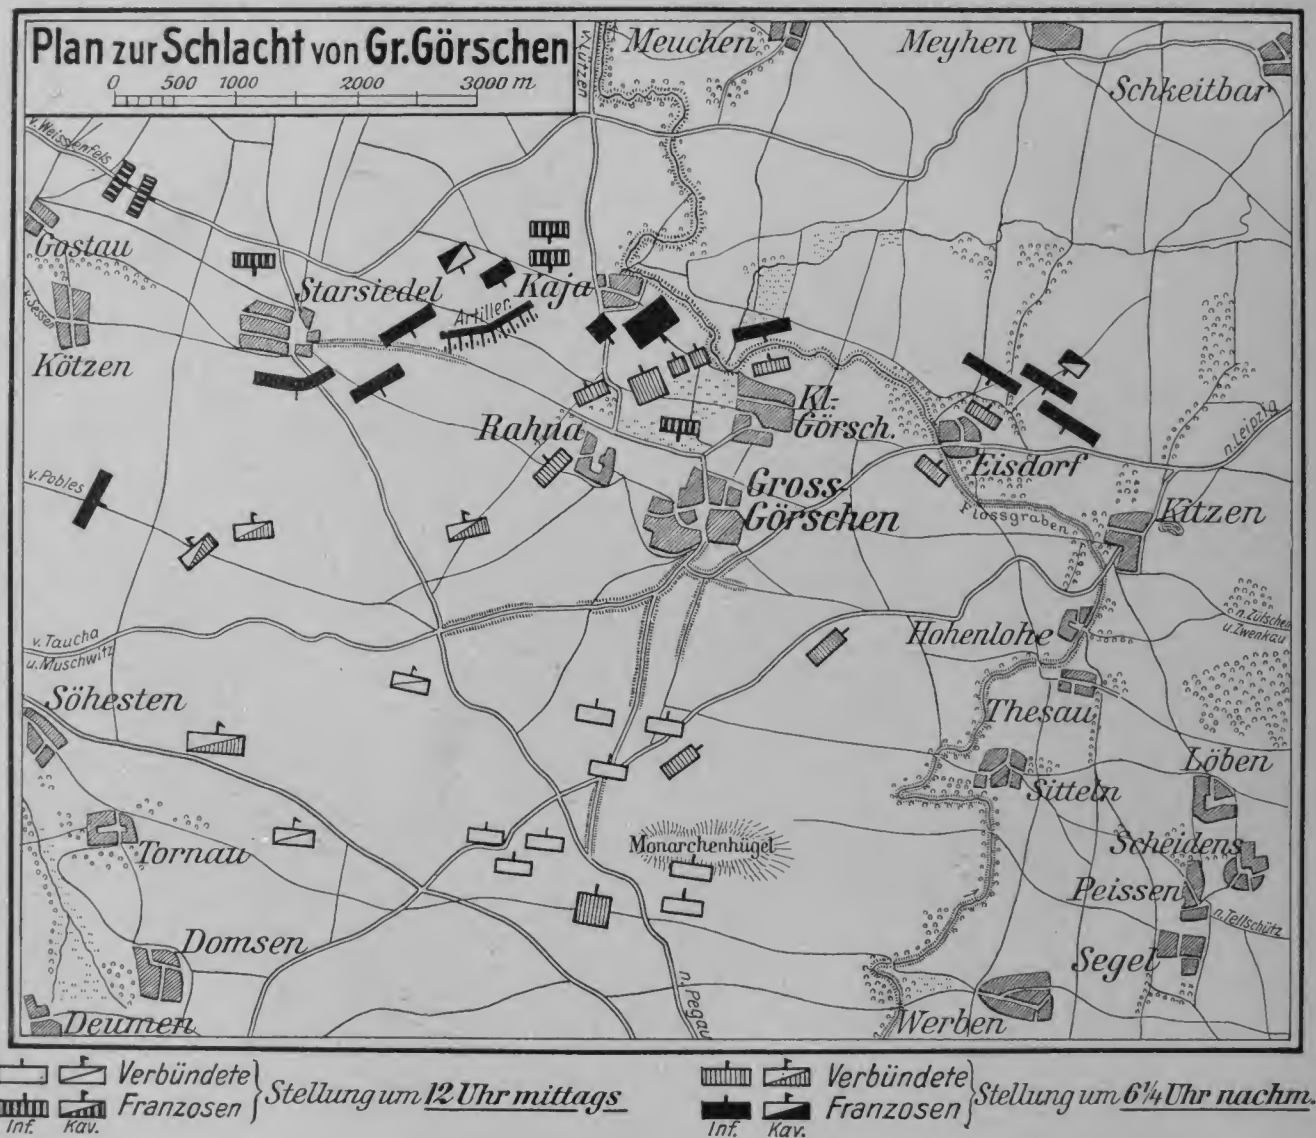 Plan zur Schlacht von Gr. Görschen
0 500 1000 2000 3000 m
v. Lützen
Meuchen
Meyhen
Schkeitbar
v. Weissenfels
Gostau
Starsiedel
Kaja
Artiller.
Kötzen
Rahna
Kl-
Görsch.
Eisdorf
n. Leipzig
v. Pobles
Gross-
Görschen
Flossgraben
Kitzen
v. Taucha
u. Muschwitz
Hohenlohe
u. Zwenkau
Söhesten
Thesau
Löben
Sitteln
Tornau
Monarchenhügel
Scheidens
Peissen
n. Tellschütz
Domsen
Segel
n. Pegau
Deumen
Werben
Verbündete
Franzosen
Stellung um 12 Uhr mittags
Inf. Kav.
Verbündete
Franzosen
Stellung um 6¼ Uhr nachm.
Inf. Kav.